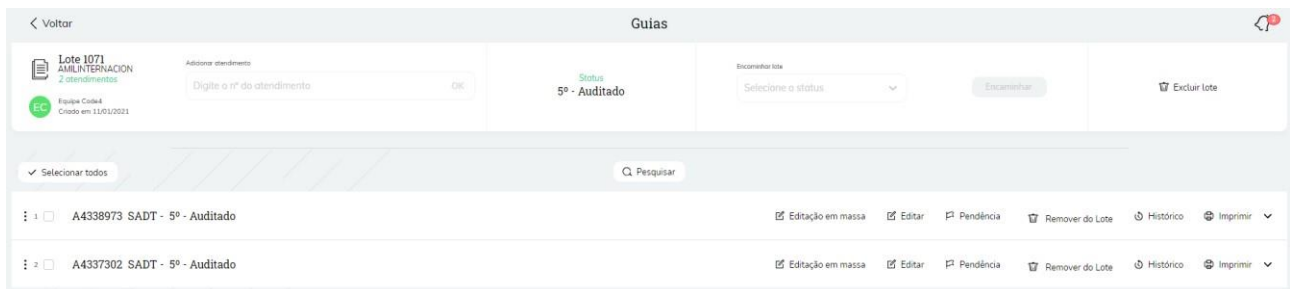 Voltar
Guias
Lote 1071
AMILINTERNACION
2 atendimentos
EC
Equipe Code4
Criado em 11/01/2021
Adicionar atendimento
Digite o nº do atendimento
OK
Status
5º - Auditado
Encaminhar lote
Selecione o status
Encaminhar
Excluir lote
Selecionar todos
Pesquisar
1 A4338973 SADT - 5º - Auditado Editação em massa Editar Pendência Remover do Lote Histórico Imprimir
2 A4337302 SADT - 5º - Auditado Editação em massa Editar Pendência Remover do Lote Histórico Imprimir